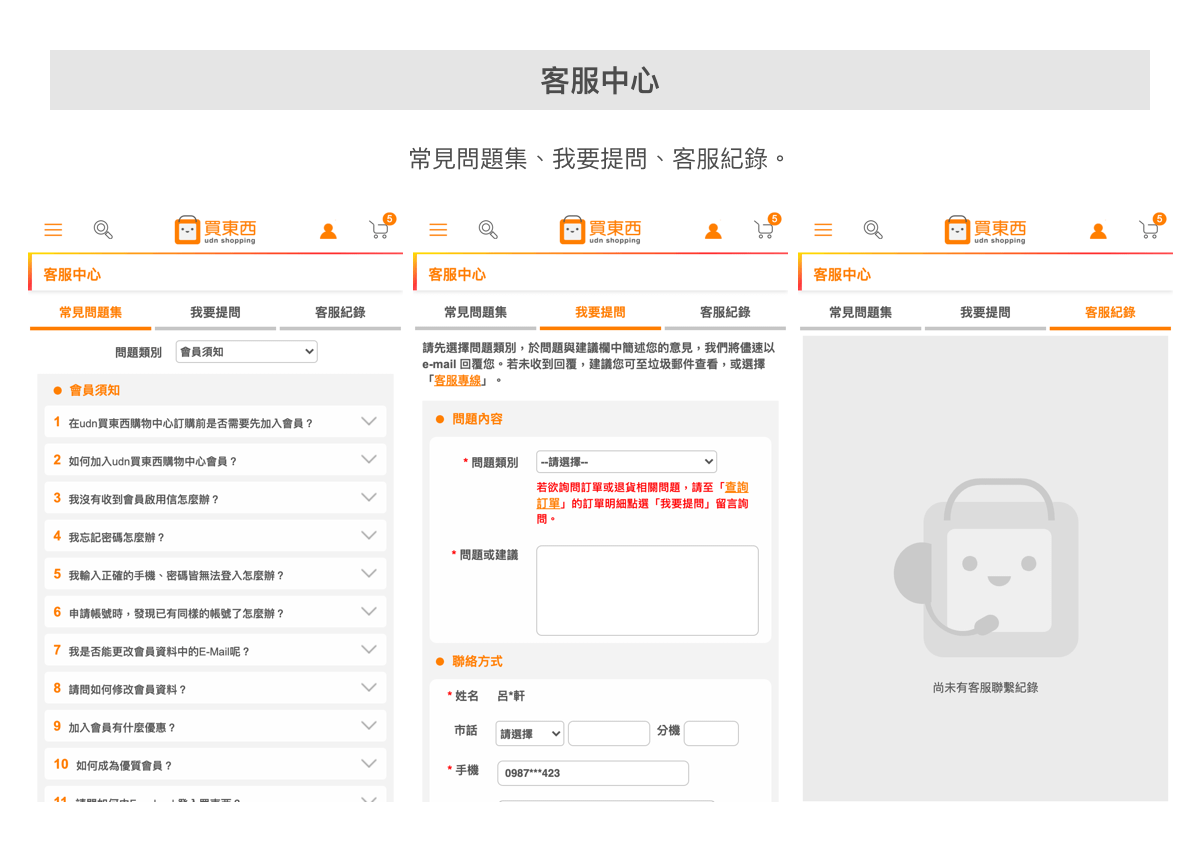 客服中心
常見問題集、我要提問、客服紀錄。
買東西
udn shopping
5
客服中心
常見問題集 我要提問 客服紀錄
問題類別 會員須知
會員須知
1 在udn買東西購物中心訂購前是否需要先加入會員？
2 如何加入udn買東西購物中心會員？
3 我沒有收到會員啟用信怎麼辦？
4 我忘記密碼怎麼辦？
5 我輸入正確的手機、密碼皆無法登入怎麼辦？
6 申請帳號時，發現已有同樣的帳號了怎麼辦？
7 我是否能更改會員資料中的E-Mail呢？
8 請問如何修改會員資料？
9 加入會員有什麼優惠？
10 如何成為優質會員？
11
買東西
udn shopping
5
客服中心
常見問題集 我要提問 客服紀錄
請先選擇問題類別，於問題與建議欄中簡述您的意見，我們將儘速以
e-mail 回覆您。若未收到回覆，建議您可至垃圾郵件查看，或選擇
「客服專線」。
問題內容
* 問題類別 --請選擇--
若欲詢問訂單或退貨相關問題，請至「查詢
訂單」的訂單明細點選「我要提問」留言詢
問。
* 問題或建議
聯絡方式
* 姓名 呂*軒
市話 請選擇 分機
* 手機 0987***423
買東西
udn shopping
5
客服中心
常見問題集 我要提問 客服紀錄
尚未有客服聯繫紀錄